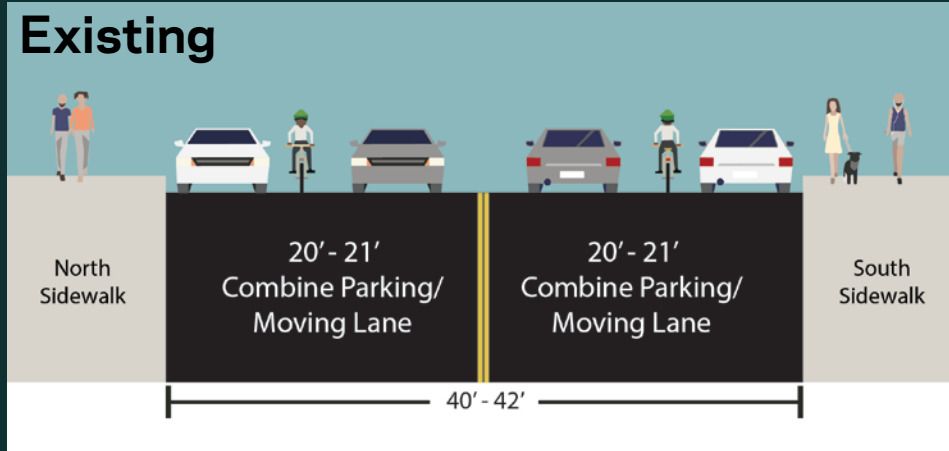 Existing
North
Sidewalk
20' - 21'
Combine Parking/
Moving Lane
20' - 21'
Combine Parking/
Moving Lane
South
Sidewalk
40' - 42'